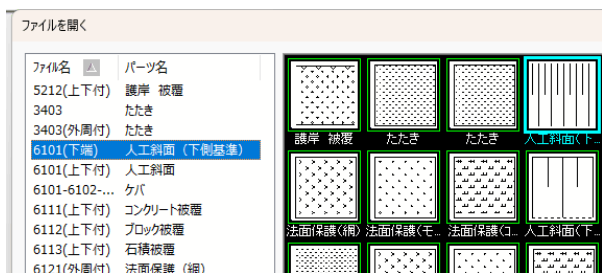 ファイルを開く
ファイル名 パーツ名
5212(上下付) 護岸 被覆
3403 たたき
3403(外周付) たたき
6101(下端) 人工斜面（下側基準）
6101(上下付) 人工斜面
6101-6102-... ケバ
6111(上下付) コンクリート被覆
6112(上下付) ブロック被覆
6113(上下付) 石積被覆
6121(外周付) 法面保護（網）
護岸 被覆 たたき たたき 人工斜面(下...
法面保護(網) 法面保護(モ... 法面保護(コ... 人工斜面(下...